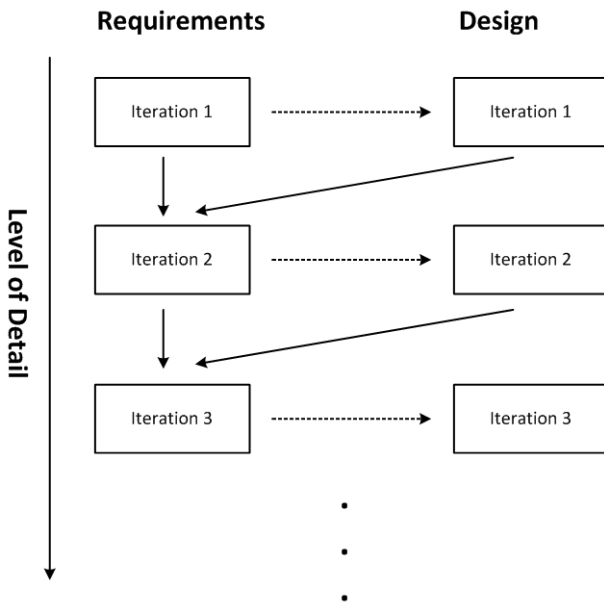 Requirements
Design
Iteration 1
Iteration 1
Level of Detail
Iteration 2
Iteration 2
Iteration 3
Iteration 3